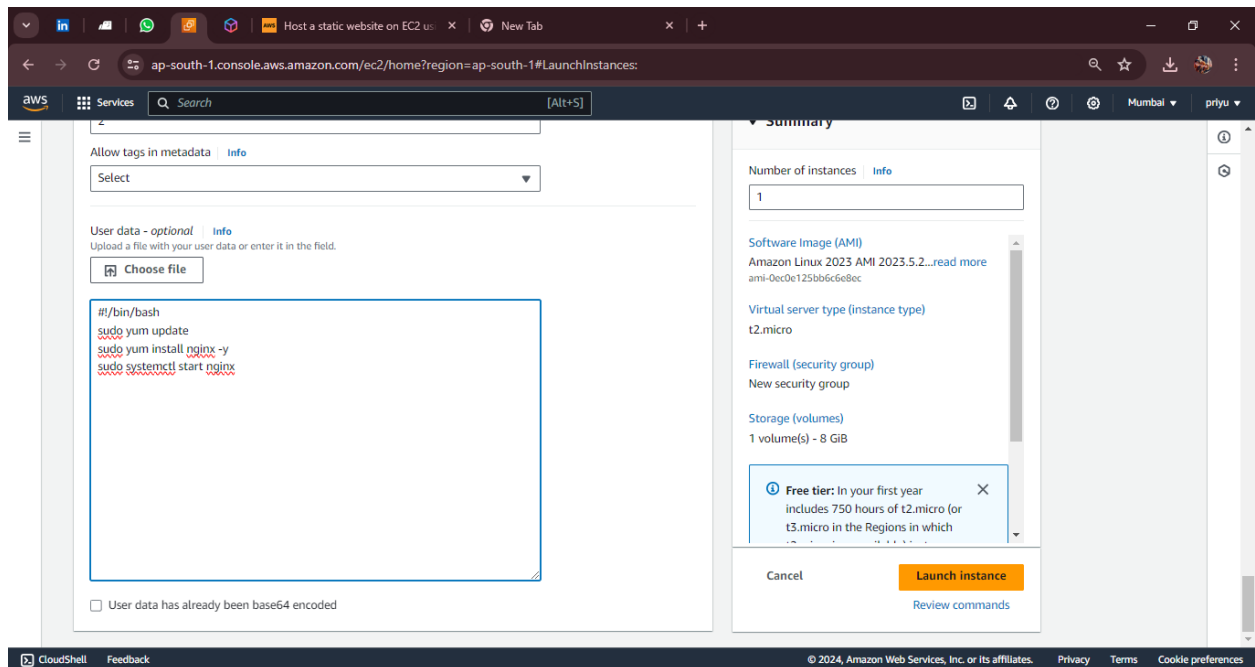 Host a static website on EC2 us
New Tab
ap-south-1.console.aws.amazon.com/ec2/home?region=ap-south-1#LaunchInstances:
aws
Services
Search
[Alt+S]
Mumbai
priyu
2
Allow tags in metadata
Info
Select
User data - optional
Info
Upload a file with your user data or enter it in the field.
Choose file
#!/bin/bash
sudo yum update
sudo yum install nginx -y
sudo systemctl start nginx
User data has already been base64 encoded
Summary
Number of instances
Info
1
Software Image (AMI)
Amazon Linux 2023 AMI 2023.5.2...read more
ami-0ec0e125bb6c6e8ec
Virtual server type (instance type)
t2.micro
Firewall (security group)
New security group
Storage (volumes)
1 volume(s) - 8 GiB
Free tier: In your first year
includes 750 hours of t2.micro (or
t3.micro in the Regions in which
Cancel
Launch instance
Review commands
CloudShell
Feedback
© 2024, Amazon Web Services, Inc. or its affiliates.
Privacy
Terms
Cookie preferences